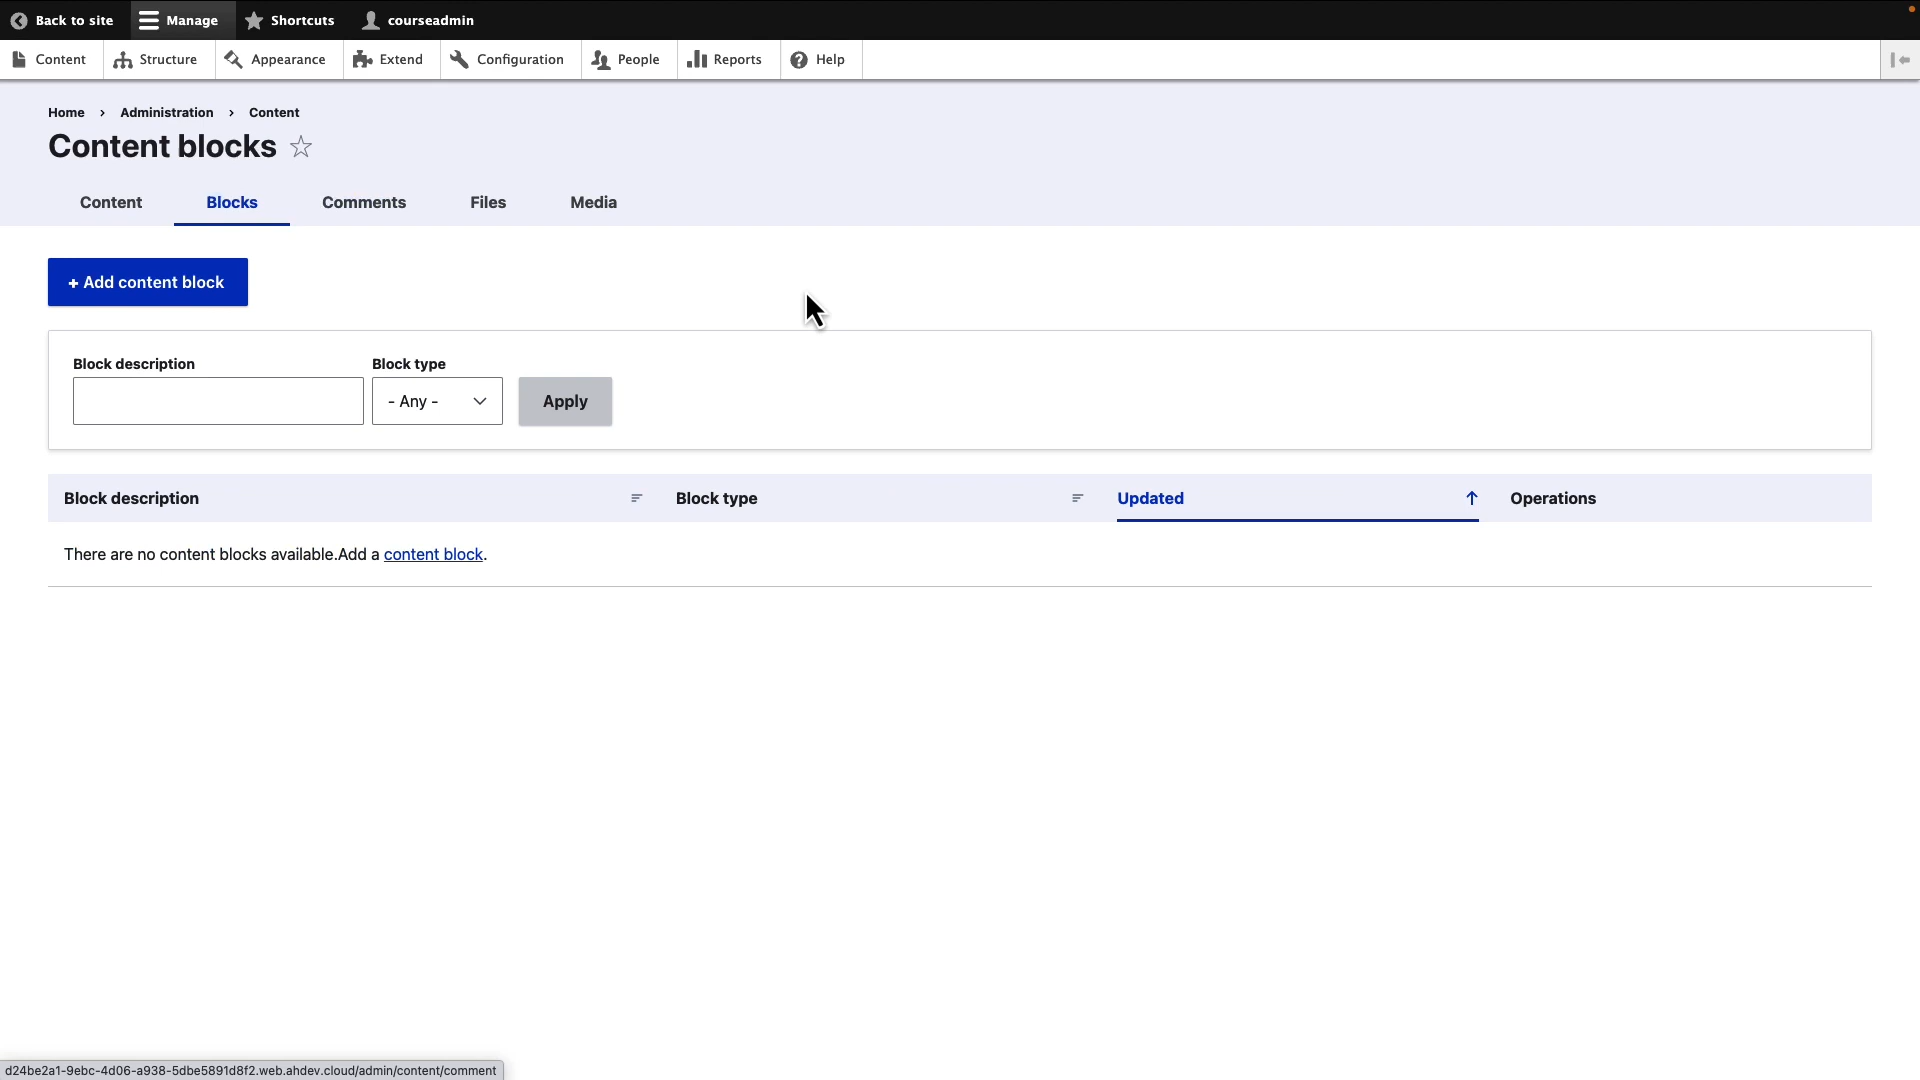 Back to site Manage Shortcuts courseadmin
Content Structure Appearance Extend Configuration People Reports Help
Home › Administration › Content
Content blocks
Content Blocks Comments Files Media
+ Add content block
Block description Block type
- Any - Apply
Block description Block type Updated Operations
There are no content blocks available.Add a content block.
d24be2a1-9ebc-4d06-a938-5dbe5891d8f2.web.ahdev.cloud/admin/content/comment